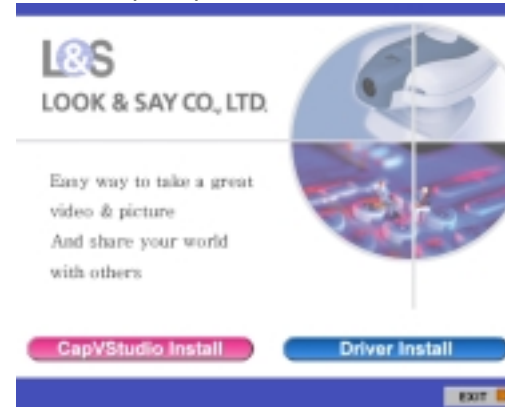 L&S
LOOK & SAY CO., LTD.
Easy way to take a great
video & picture
And share your world
with others
CapVStudio Install
Driver Install
EXIT